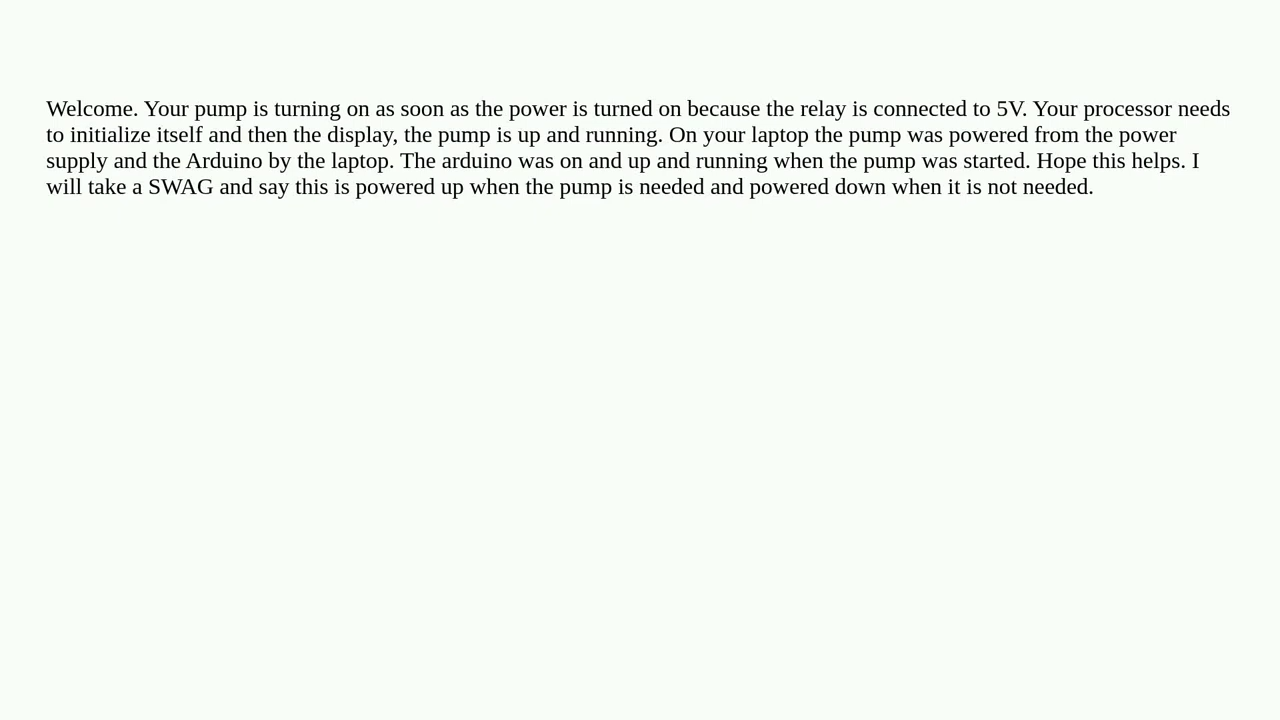 Welcome. Your pump is turning on as soon as the power is turned on because the relay is connected to 5V. Your processor needs
to initialize itself and then the display, the pump is up and running. On your laptop the pump was powered from the power
supply and the Arduino by the laptop. The arduino was on and up and running when the pump was started. Hope this helps. I
will take a SWAG and say this is powered up when the pump is needed and powered down when it is not needed.